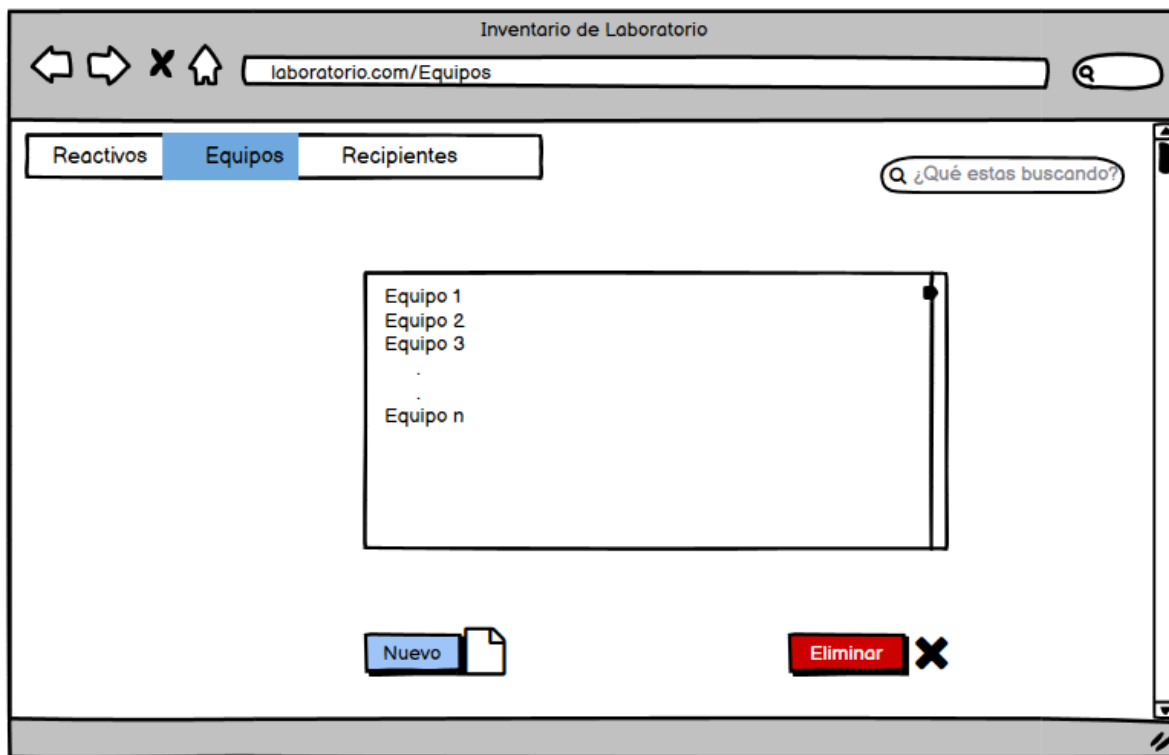 Inventario de Laboratorio
laboratorio.com/Equipos
Reactivos Equipos Recipientes
¿Qué estas buscando?
Equipo 1
Equipo 2
Equipo 3
.
.
Equipo n
Nuevo Eliminar